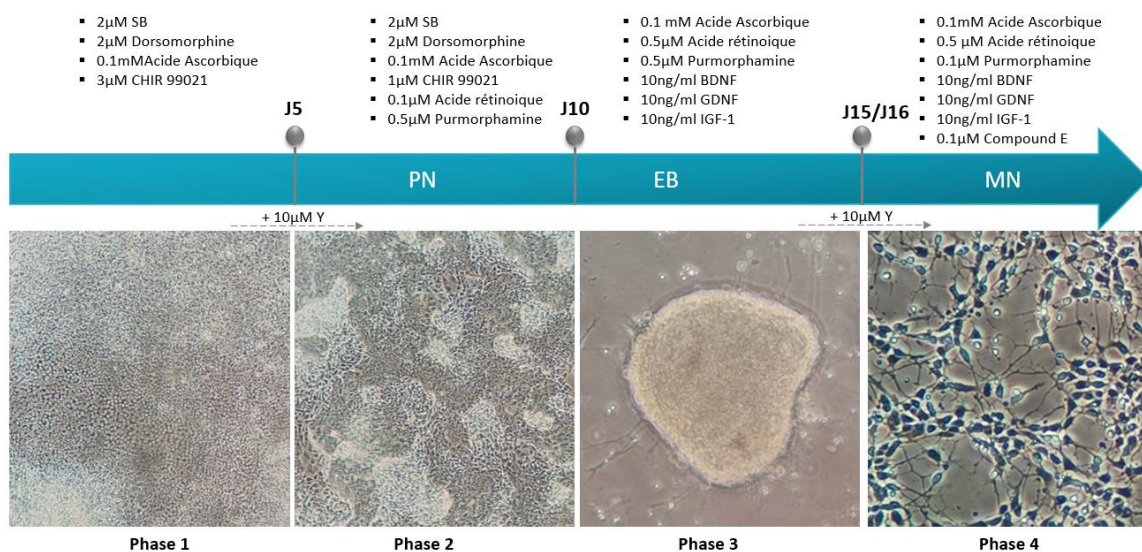 ▪ 2µM SB
▪ 2µM Dorsomorphine
▪ 0.1mMAcide Ascorbique
▪ 3µM CHIR 99021
▪ 2µM SB
▪ 2µM Dorsomorphine
▪ 0.1mM Acide Ascorbique
▪ 1µM CHIR 99021
▪ 0.1µM Acide rétinoique
▪ 0.5µM Purmorphamine
▪ 0.1 mM Acide Ascorbique
▪ 0.5µM Acide rétinoique
▪ 0.5µM Purmorphamine
▪ 10ng/ml BDNF
▪ 10ng/ml GDNF
▪ 10ng/ml IGF-1
▪ 0.1mM Acide Ascorbique
▪ 0.5 µM Acide rétinoique
▪ 0.1µM Purmorphamine
▪ 10ng/ml BDNF
▪ 10ng/ml GDNF
▪ 10ng/ml IGF-1
▪ 0.1µM Compound E
J5
J10
J15/J16
PN
EB
MN
+ 10µM Y
+ 10µM Y
Phase 1
Phase 2
Phase 3
Phase 4